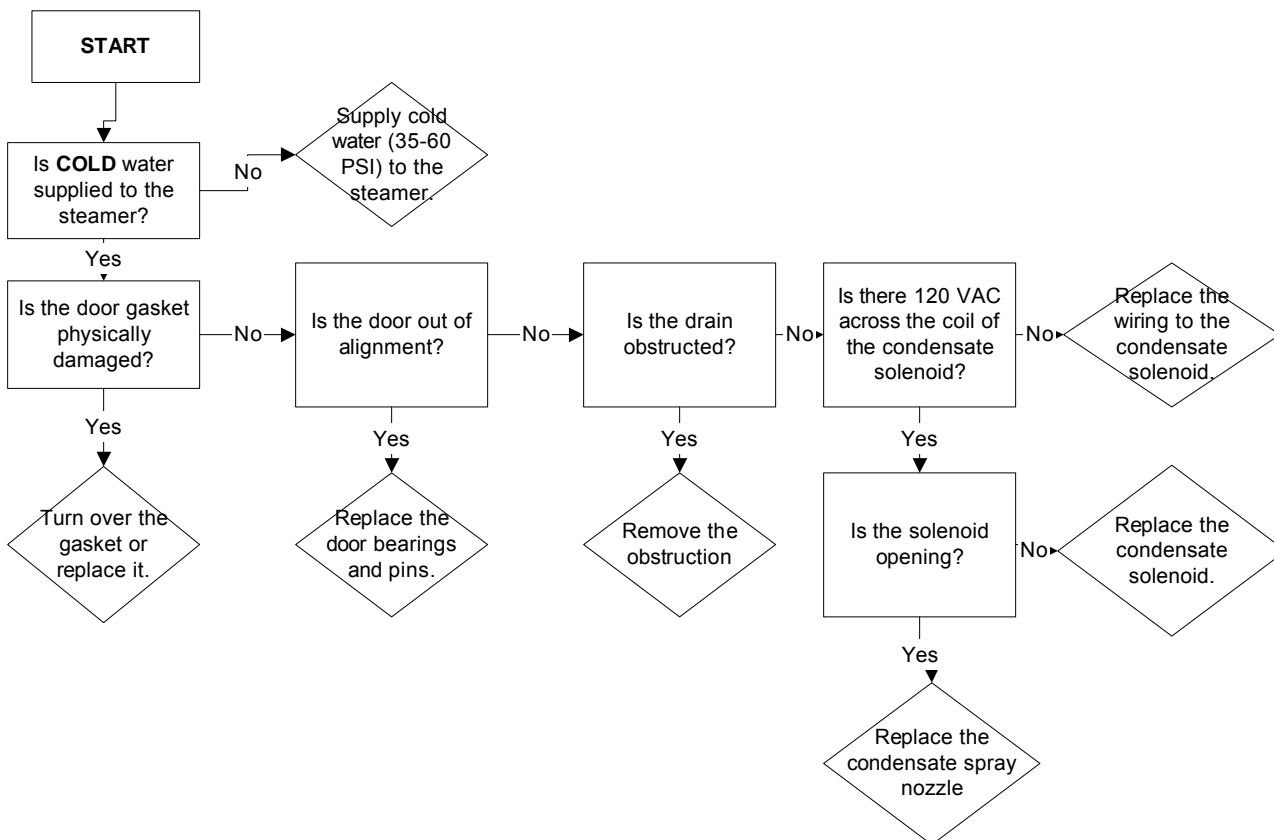 START
Supply cold
water (35-60
PSI) to the
steamer.
Is COLD water
supplied to the
steamer?
No
Yes
Is the door gasket
physically
damaged?
No
Is the door out of
alignment?
No
Is the drain
obstructed?
No
Is there 120 VAC
across the coil of
the condensate
solenoid?
No
Replace the
wiring to the
condensate
solenoid.
Yes
Yes
Yes
Yes
Turn over the
gasket or
replace it.
Replace the
door bearings
and pins.
Remove the
obstruction
Is the solenoid
opening?
No
Replace the
condensate
solenoid.
Yes
Replace the
condensate spray
nozzle